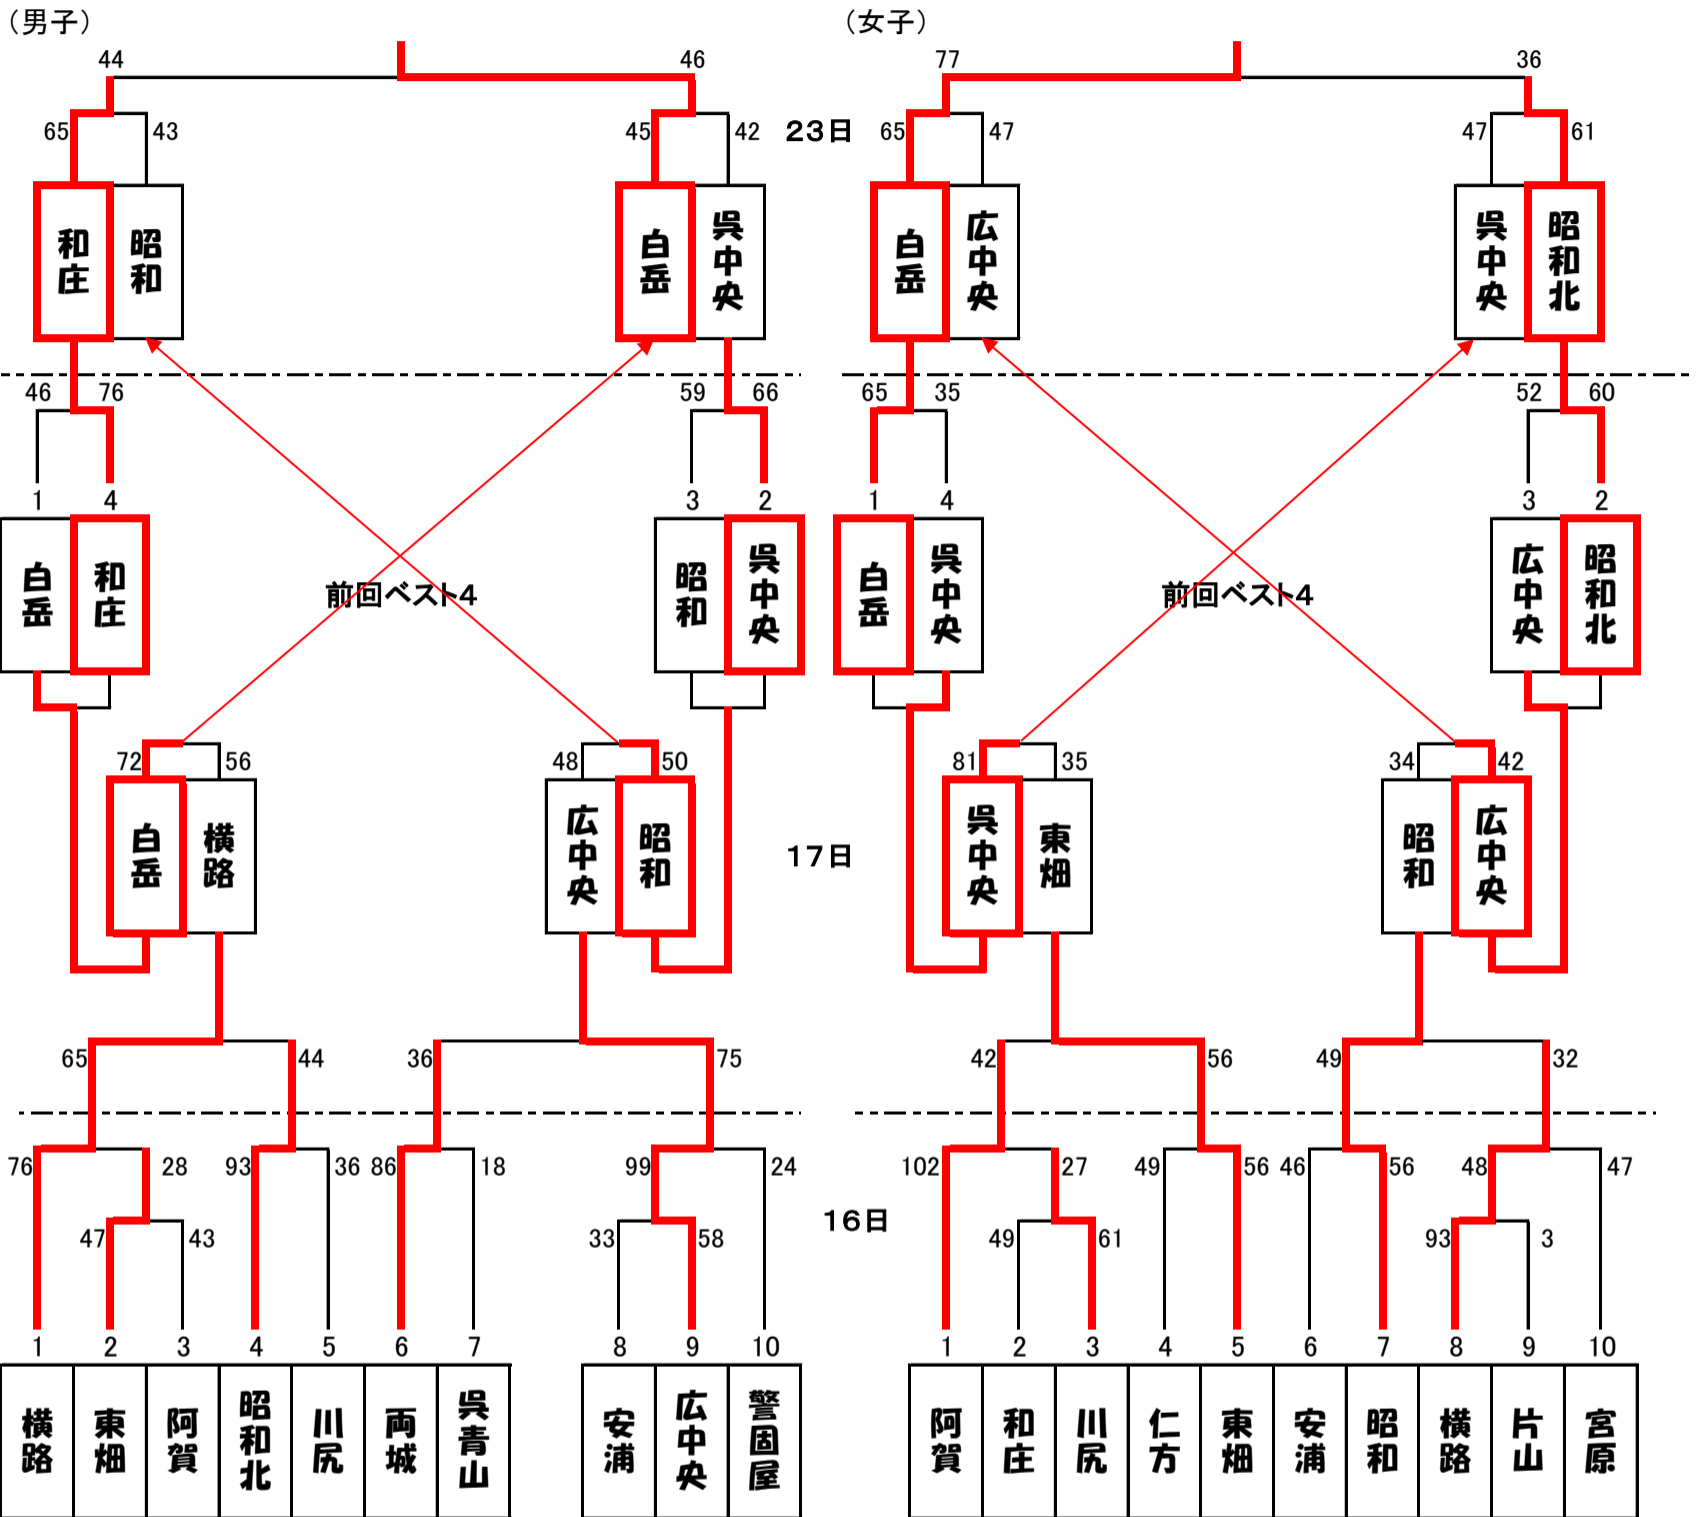 （男子）
（女子）
44 46 77 36
65 43 45 42 23日 65 47 47 61
和庄 昭和 白岳 呉中央 白岳 広中央 呉中央 昭和北
46 76 59 66 65 35 52 60
1 4 3 2 1 4 3 2
白岳 和庄 昭和 呉中央 白岳 呉中央 広中央 昭和北
前回ベスト4 前回ベスト4
72 56 48 50 81 35 34 42
白岳 横路 広中央 昭和 17日 呉中央 東畑 昭和 広中央
65 44 36 75 42 56 49 32
76 28 93 36 86 18 99 24 102 27 49 56 46 56 48 47
16日
47 43 33 58 49 61 93 3
1 2 3 4 5 6 7 8 9 10 1 2 3 4 5 6 7 8 9 10
横路 東畑 阿賀 昭和北 川尻 両城 呉青山 安浦 広中央 警固屋 阿賀 和庄 川尻 仁方 東畑 安浦 昭和 横路 片山 宮原